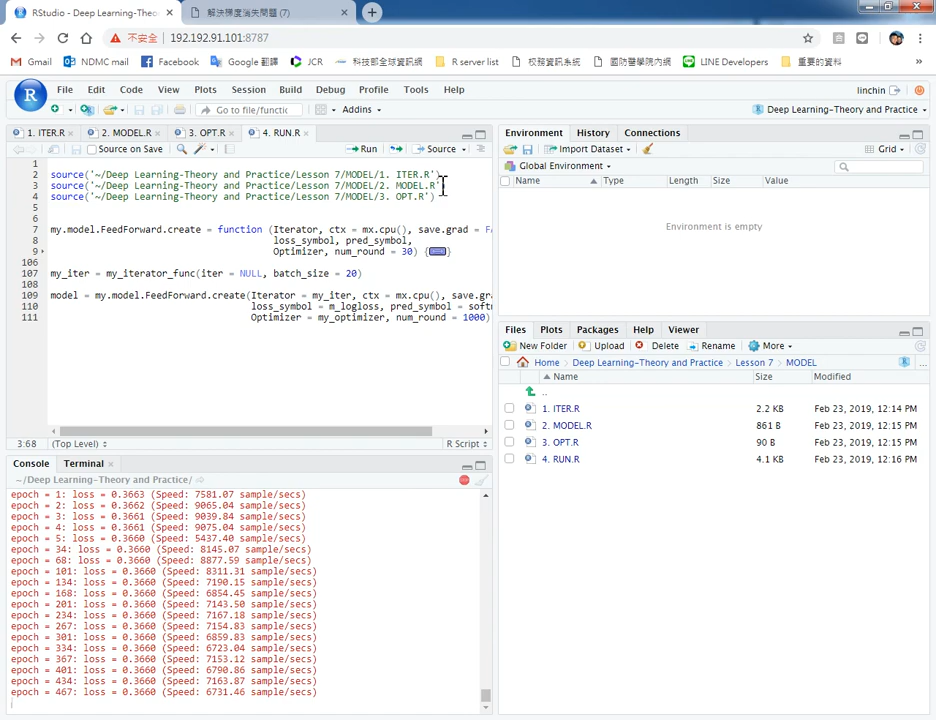 RStudio - Deep Learning-Theo
解決梯度消失問題 (7)
不安全
192.192.91.101:8787
Gmail
NDMC mail
Facebook
Google 翻譯
JCR
科技部全球資訊網
R server list
校務資訊系統
國防醫學院內網
LINE Developers
重要的資料
»
File Edit Code View Plots Session Build Debug Profile Tools Help
linchin
Go to file/functic
Addins
Deep Learning-Theory and Practice
1. ITER.R
2. MODEL.R
3. OPT.R
4. RUN.R
Source on Save
Run
Source
1
2 source('~/Deep Learning-Theory and Practice/Lesson 7/MODEL/1. ITER.R')
3 source('~/Deep Learning-Theory and Practice/Lesson 7/MODEL/2. MODEL.R'
4 source('~/Deep Learning-Theory and Practice/Lesson 7/MODEL/3. OPT.R')
5
6
7 my.model.FeedForward.create = function (Iterator, ctx = mx.cpu(), save.grad = FA
8 loss_symbol, pred_symbol,
9 Optimizer, num_round = 30) {
106
107 my_iter = my_iterator_func(iter = NULL, batch_size = 20)
108
109 model = my.model.FeedForward.create(Iterator = my_iter, ctx = mx.cpu(), save.gra
110 loss_symbol = m_logloss, pred_symbol = softm
111 Optimizer = my_optimizer, num_round = 1000)
3:68 (Top Level) R Script
Console Terminal
~/Deep Learning-Theory and Practice/
epoch = 1: loss = 0.3663 (Speed: 7581.07 sample/secs)
epoch = 2: loss = 0.3662 (Speed: 9065.04 sample/secs)
epoch = 3: loss = 0.3661 (Speed: 9039.84 sample/secs)
epoch = 4: loss = 0.3661 (Speed: 9075.04 sample/secs)
epoch = 5: loss = 0.3660 (Speed: 5437.40 sample/secs)
epoch = 34: loss = 0.3660 (Speed: 8145.07 sample/secs)
epoch = 68: loss = 0.3660 (Speed: 8877.59 sample/secs)
epoch = 101: loss = 0.3660 (Speed: 8311.31 sample/secs)
epoch = 134: loss = 0.3660 (Speed: 7190.15 sample/secs)
epoch = 168: loss = 0.3660 (Speed: 6854.45 sample/secs)
epoch = 201: loss = 0.3660 (Speed: 7143.50 sample/secs)
epoch = 234: loss = 0.3660 (Speed: 7167.18 sample/secs)
epoch = 267: loss = 0.3660 (Speed: 7154.83 sample/secs)
epoch = 301: loss = 0.3660 (Speed: 6859.83 sample/secs)
epoch = 334: loss = 0.3660 (Speed: 6723.04 sample/secs)
epoch = 367: loss = 0.3660 (Speed: 7153.12 sample/secs)
epoch = 401: loss = 0.3660 (Speed: 6790.86 sample/secs)
epoch = 434: loss = 0.3660 (Speed: 7163.87 sample/secs)
epoch = 467: loss = 0.3660 (Speed: 6731.46 sample/secs)
Environment History Connections
Import Dataset
Grid
Global Environment
Name Type Length Size Value
Environment is empty
Files Plots Packages Help Viewer
New Folder Upload Delete Rename More
Home Deep Learning-Theory and Practice Lesson 7 MODEL
...
Name Size Modified
..
1. ITER.R 2.2 KB Feb 23, 2019, 12:14 PM
2. MODEL.R 861 B Feb 23, 2019, 12:15 PM
3. OPT.R 90 B Feb 23, 2019, 12:15 PM
4. RUN.R 4.1 KB Feb 23, 2019, 12:16 PM